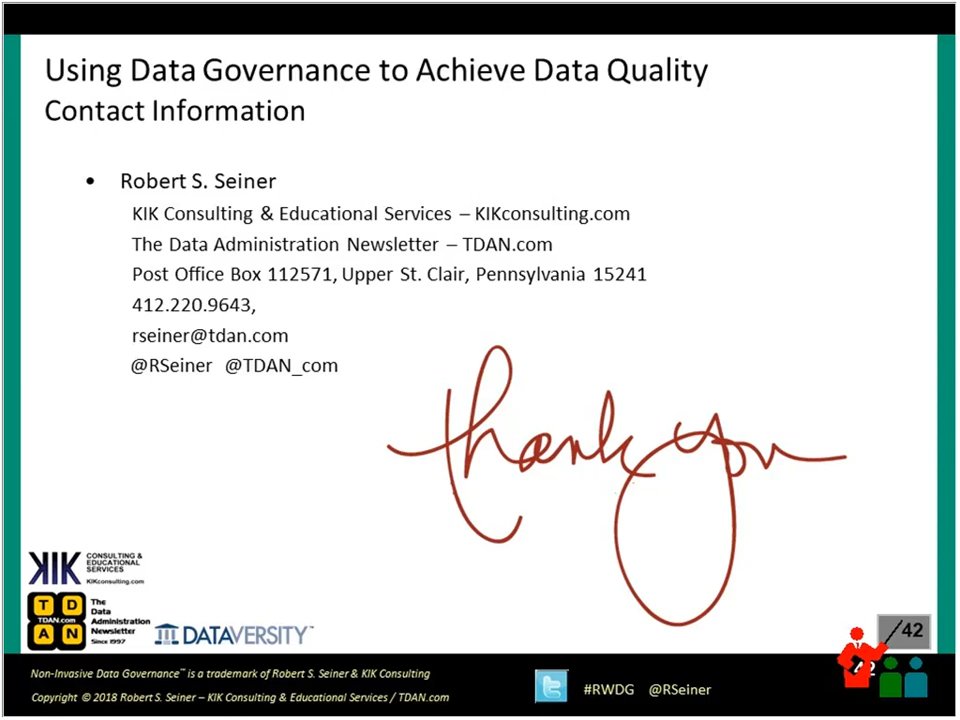 Using Data Governance to Achieve Data Quality
Contact Information
• Robert S. Seiner
KIK Consulting & Educational Services – KIKconsulting.com
The Data Administration Newsletter – TDAN.com
Post Office Box 112571, Upper St. Clair, Pennsylvania 15241
412.220.9643,
rseiner@tdan.com
@RSeiner @TDAN_com
Thank you
KIK CONSULTING &
EDUCATIONAL
SERVICES
KIKconsulting.com
T D
TDAN.com
A N
The
Data
Administration
Newsletter
Since 1997
DATAVERSITY™
/42
42
Non-Invasive Data Governance™ is a trademark of Robert S. Seiner & KIK Consulting
Copyright © 2018 Robert S. Seiner – KIK Consulting & Educational Services / TDAN.com
#RWDG @RSeiner